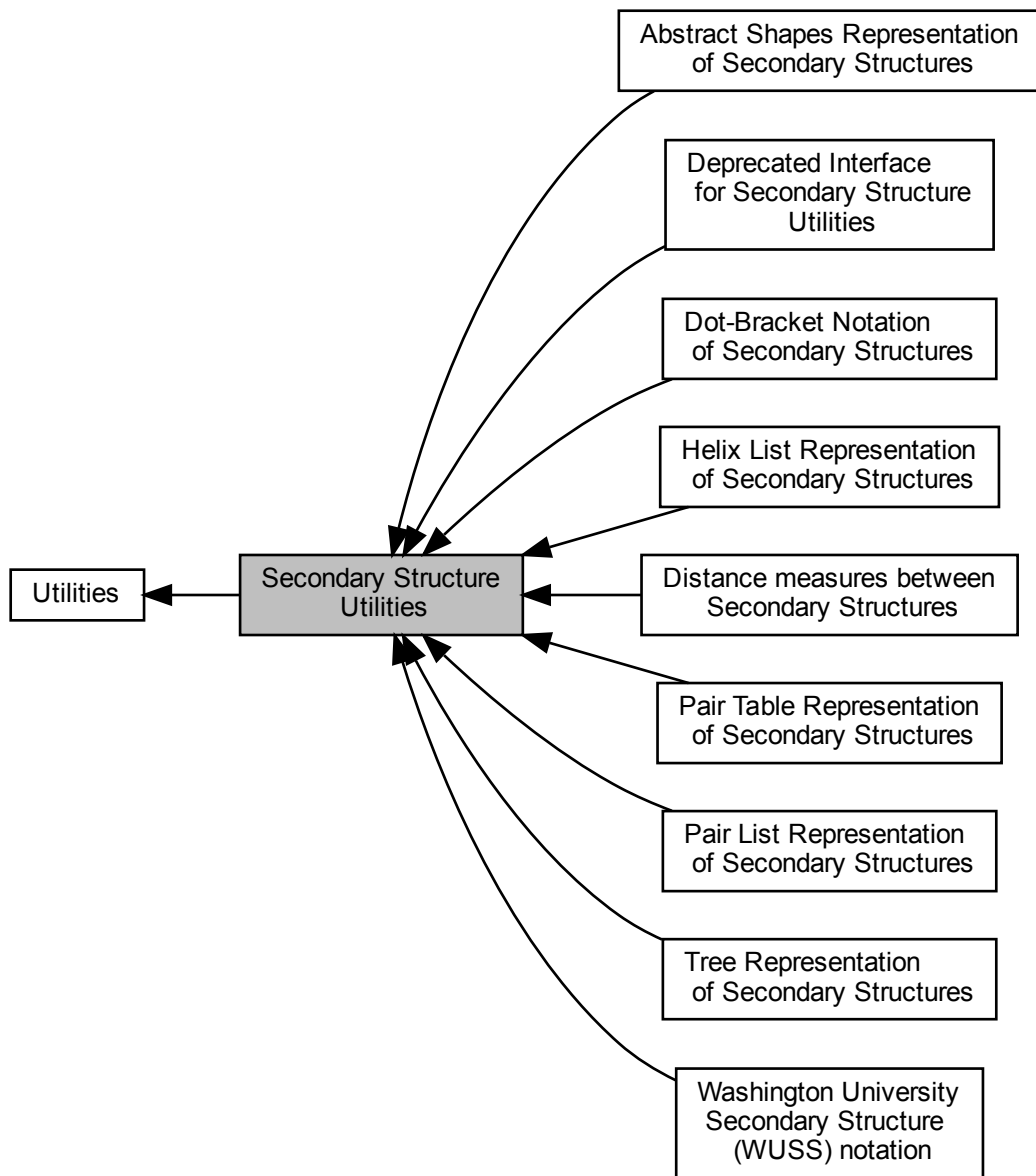 Abstract Shapes Representation
of Secondary Structures
Deprecated Interface
for Secondary Structure
Utilities
Dot-Bracket Notation
of Secondary Structures
Helix List Representation
of Secondary Structures
Utilities
Secondary Structure
Utilities
Distance measures between
Secondary Structures
Pair Table Representation
of Secondary Structures
Pair List Representation
of Secondary Structures
Tree Representation
of Secondary Structures
Washington University
Secondary Structure
(WUSS) notation